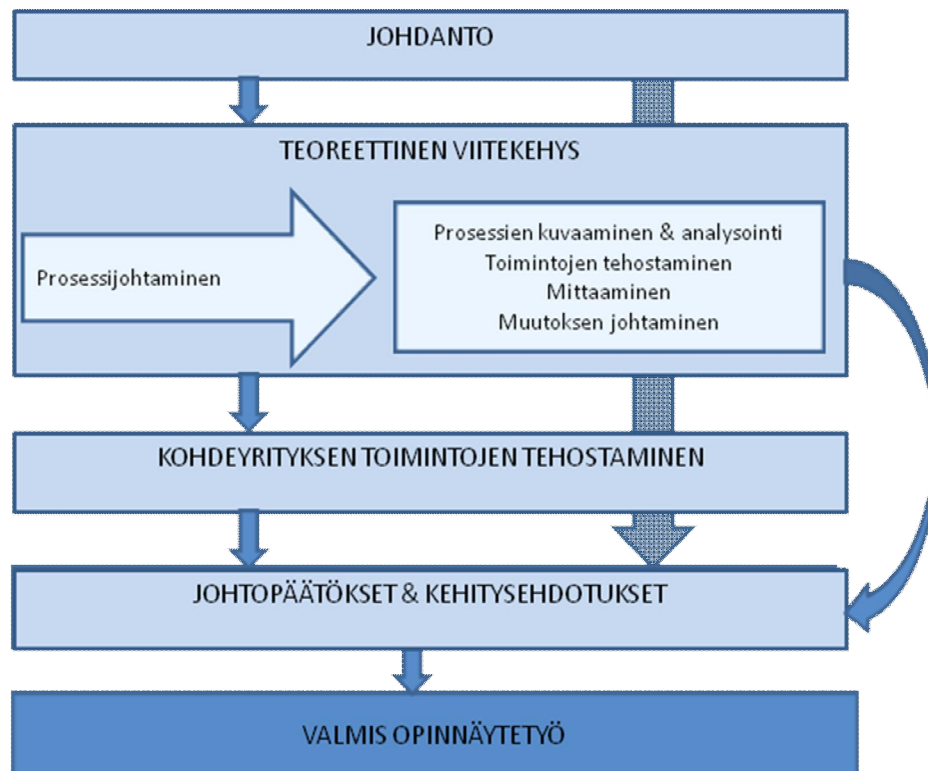 JOHDANTO
TEOREETTINEN VIITEKEHYS
Prosessijohtaminen
Prosessien kuvaaminen & analysointi
Toimintojen tehostaminen
Mittaaminen
Muutoksen johtaminen
KOHDEYRITYKSEN TOIMINTOJEN TEHOSTAMINEN
JOHTOPÄÄTÖKSET & KEHITYSEHDOTUKSET
VALMIS OPINNÄYTETYÖ